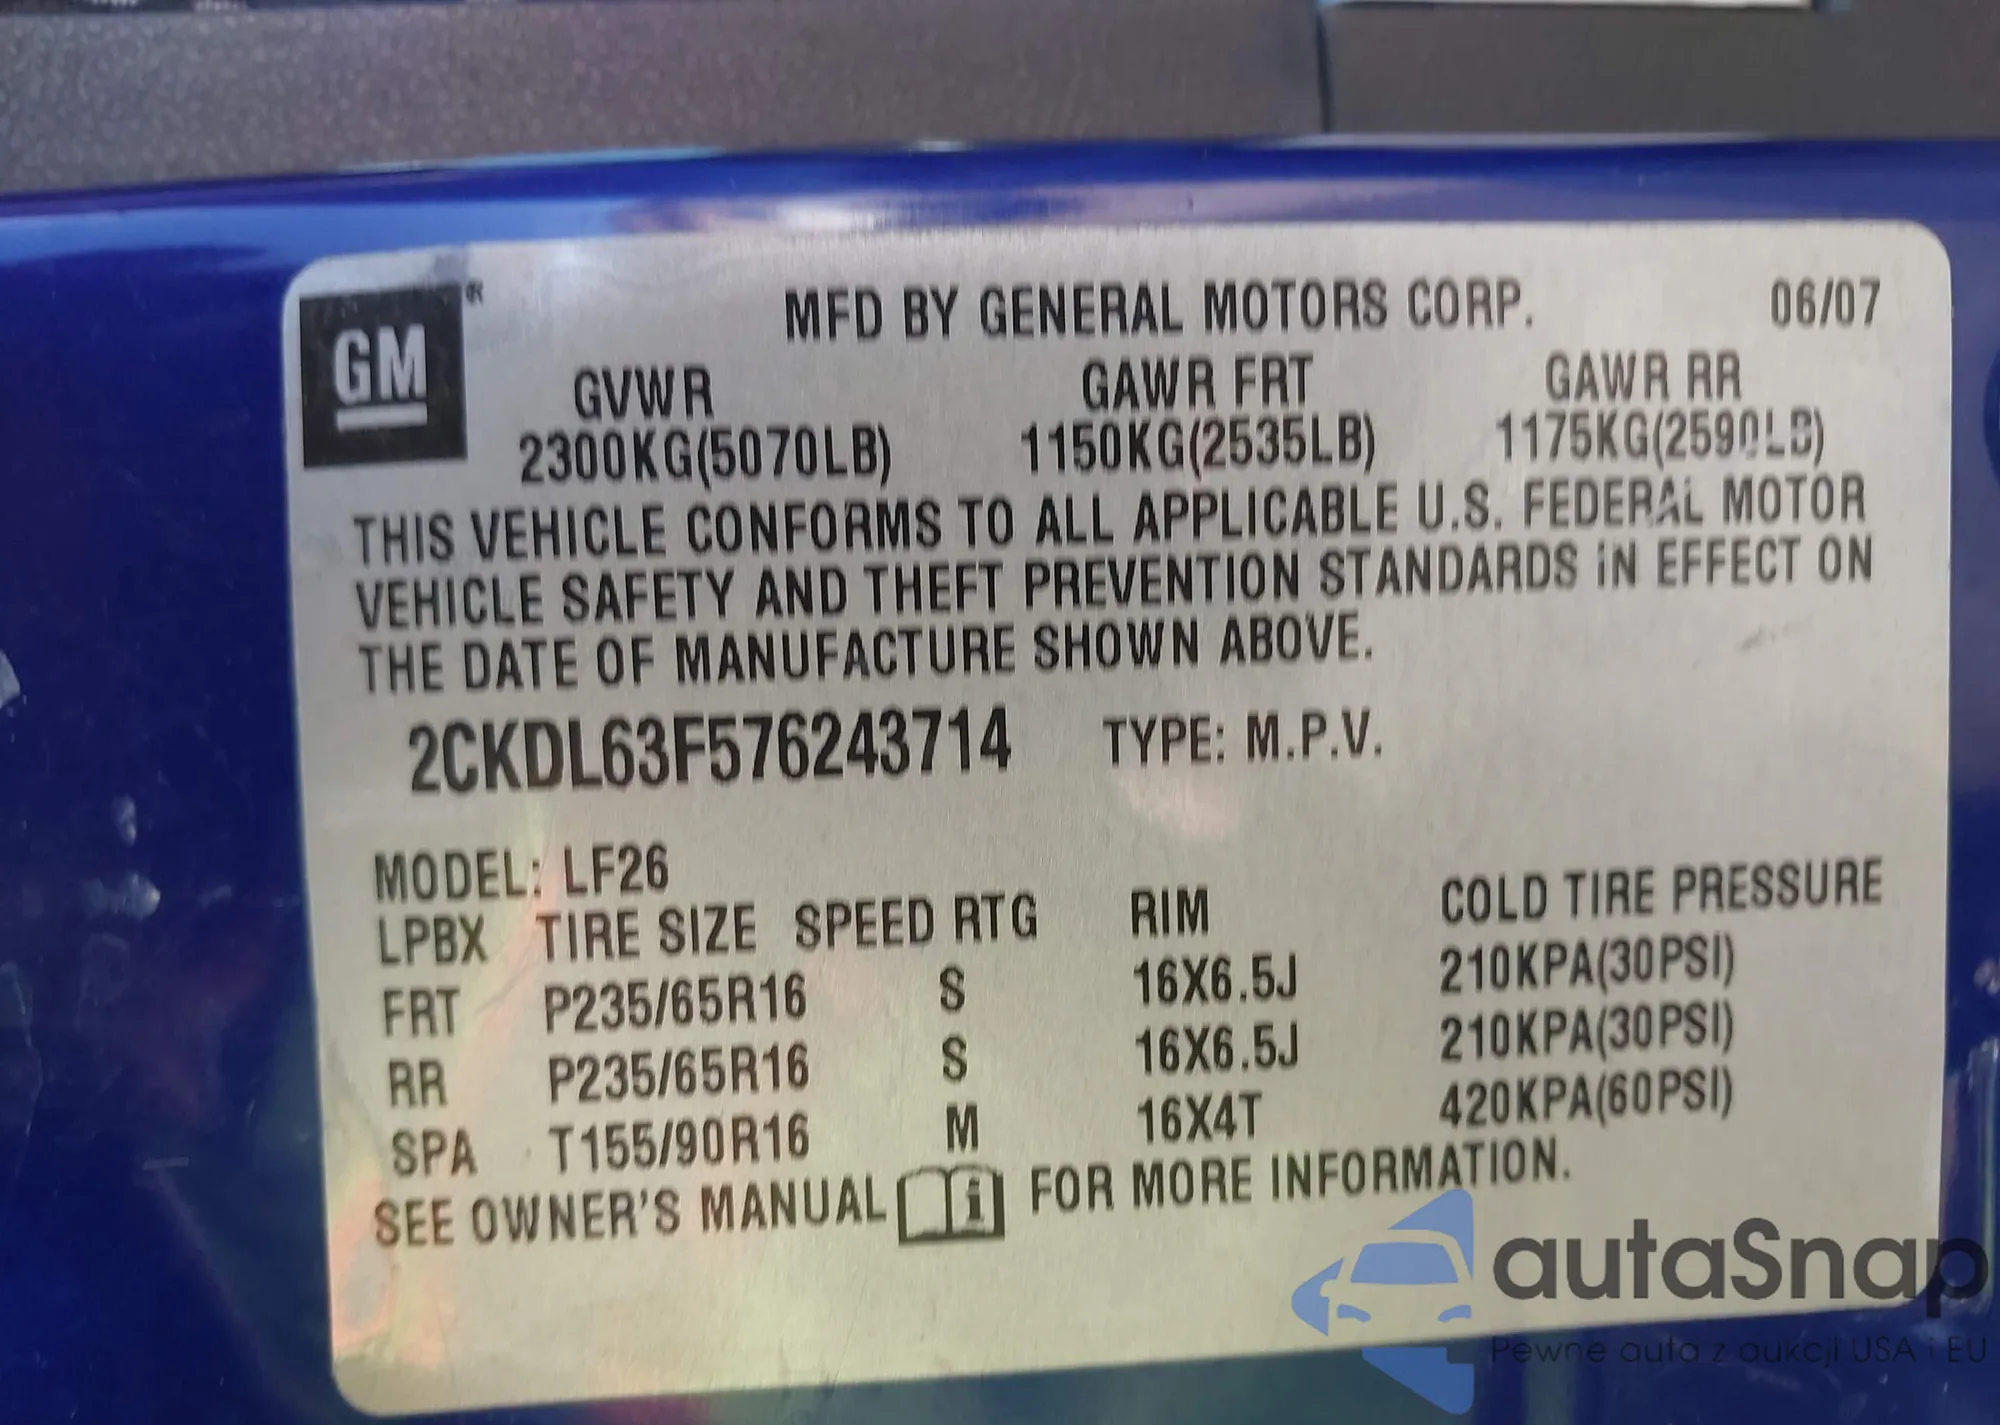 GM®
MFD BY GENERAL MOTORS CORP. 06/07
GVWR GAWR FRT GAWR RR
2300KG(5070LB) 1150KG(2535LB) 1175KG(2590LB)
THIS VEHICLE CONFORMS TO ALL APPLICABLE U.S. FEDERAL MOTOR
VEHICLE SAFETY AND THEFT PREVENTION STANDARDS IN EFFECT ON
THE DATE OF MANUFACTURE SHOWN ABOVE.
2CKDL63F576243714 TYPE: M.P.V.
MODEL: LF26
LPBX TIRE SIZE SPEED RTG RIM COLD TIRE PRESSURE
FRT P235/65R16 S 16X6.5J 210KPA(30PSI)
RR P235/65R16 S 16X6.5J 210KPA(30PSI)
SPA T155/90R16 M 16X4T 420KPA(60PSI)
SEE OWNER'S MANUAL i FOR MORE INFORMATION.
autaSnap
Pewne auta z aukcji USA i EU